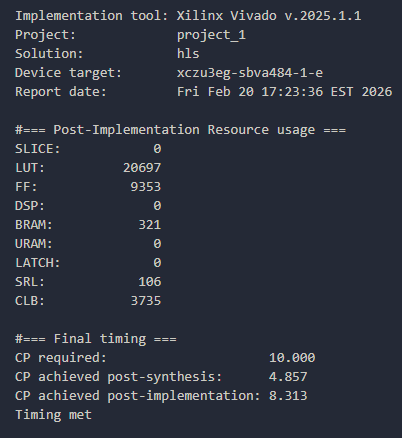 Implementation tool: Xilinx Vivado v.2025.1.1
Project:             project_1
Solution:            hls
Device target:       xczu3eg-sbva484-1-e
Report date:         Fri Feb 20 17:23:36 EST 2026

#=== Post-Implementation Resource usage ===
SLICE:            0
LUT:          20697
FF:            9353
DSP:              0
BRAM:           321
URAM:             0
LATCH:            0
SRL:            106
CLB:           3735

#=== Final timing ===
CP required:                     10.000
CP achieved post-synthesis:      4.857
CP achieved post-implementation: 8.313
Timing met